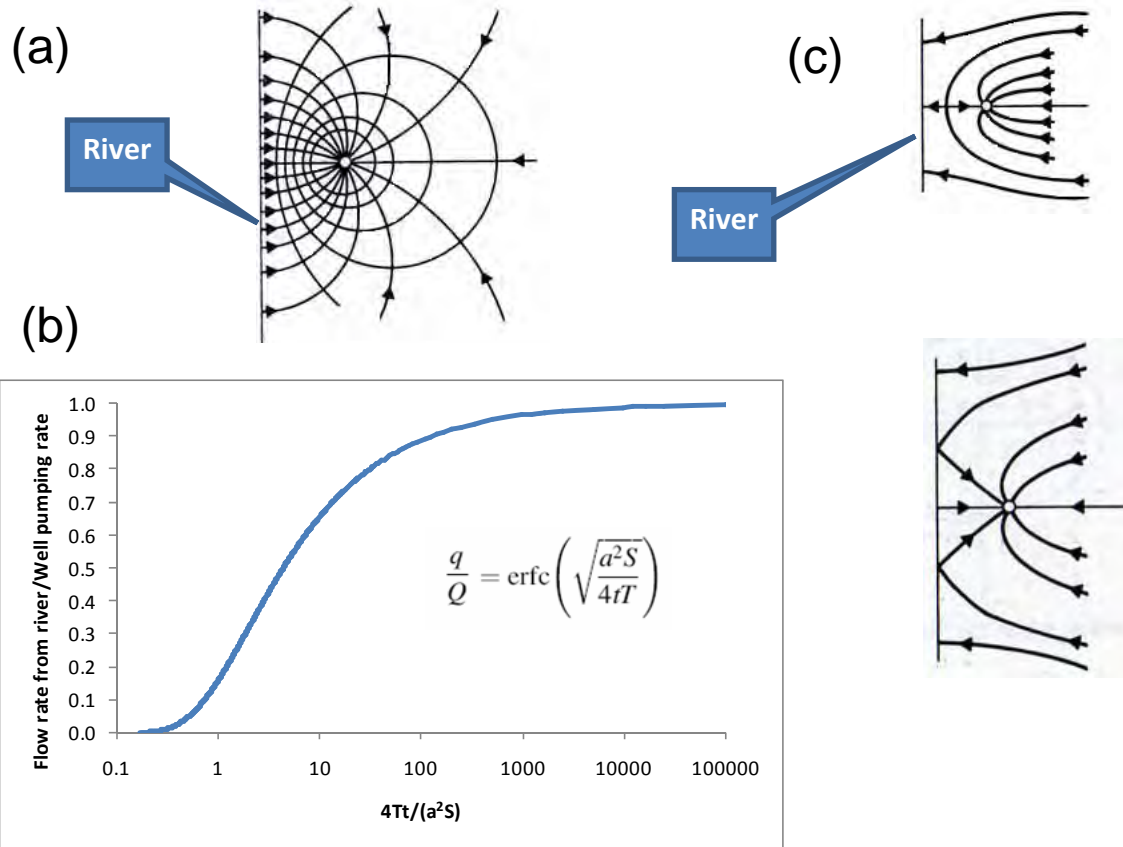 (a)
River
(c)
River
(b)
Flow rate from river/Well pumping rate
1.0
0.9
0.8
0.7
0.6
0.5
0.4
0.3
0.2
0.1
0.0
q/Q = erfc(√(a²S/4tT))
0.1 1 10 100 1000 10000 100000
4Tt/(a²S)